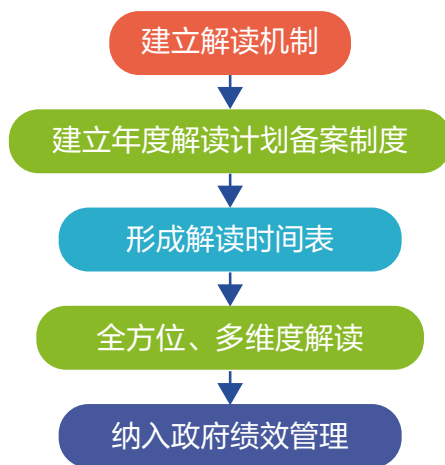 建立解读机制
建立年度解读计划备案制度
形成解读时间表
全方位、多维度解读
纳入政府绩效管理